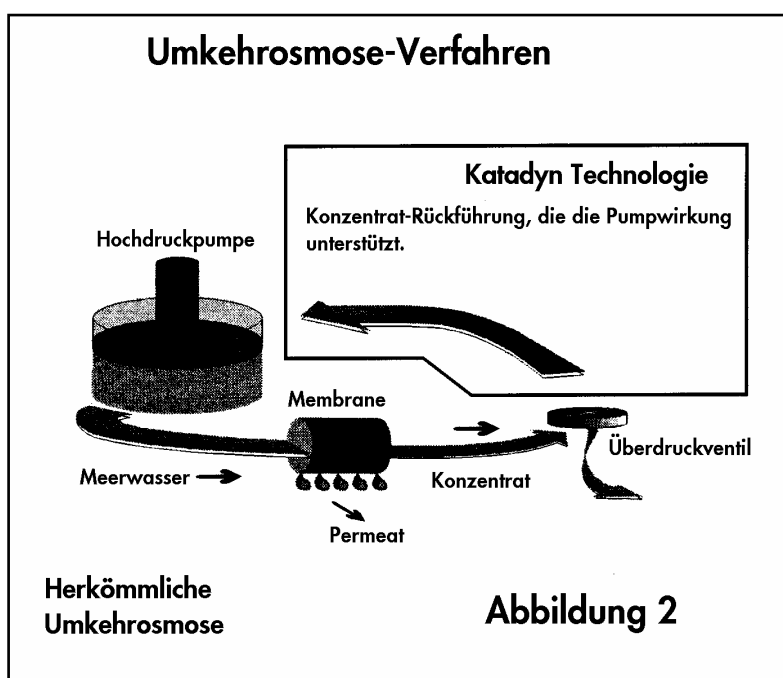 Umkehrosmose-Verfahren
Katadyn Technologie
Konzentrat-Rückführung, die die Pumpwirkung
unterstützt.
Hochdruckpumpe
Membrane
Überdruckventil
Meerwasser
Konzentrat
Permeat
Herkömmliche
Umkehrosmose
Abbildung 2